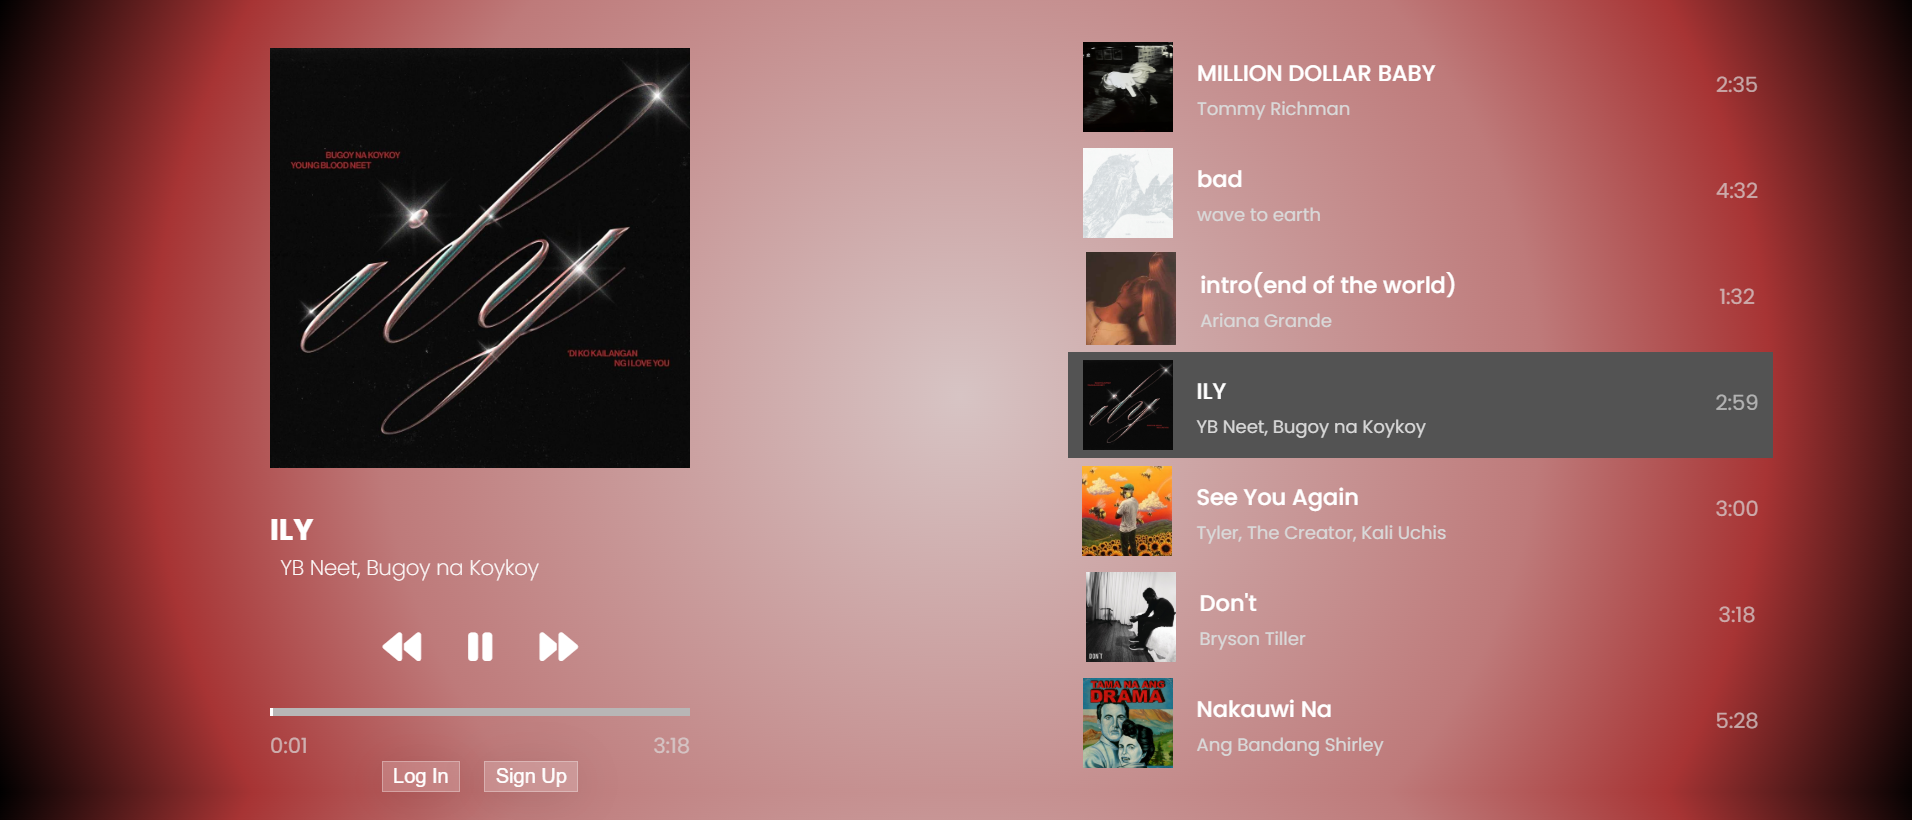 BUGOY NA KOYKOY
YOUNG BLOOD NEET
ily
'DI KO KAILANGAN
NG I LOVE YOU
ILY
YB Neet, Bugoy na Koykoy
0:01
3:18
Log In
Sign Up
MILLION DOLLAR BABY
Tommy Richman
2:35
bad
wave to earth
4:32
intro(end of the world)
Ariana Grande
1:32
ily
ILY
YB Neet, Bugoy na Koykoy
2:59
See You Again
Tyler, The Creator, Kali Uchis
3:00
DON'T
Don't
Bryson Tiller
3:18
TAMA NA ANG
DRAMA
Nakauwi Na
Ang Bandang Shirley
5:28